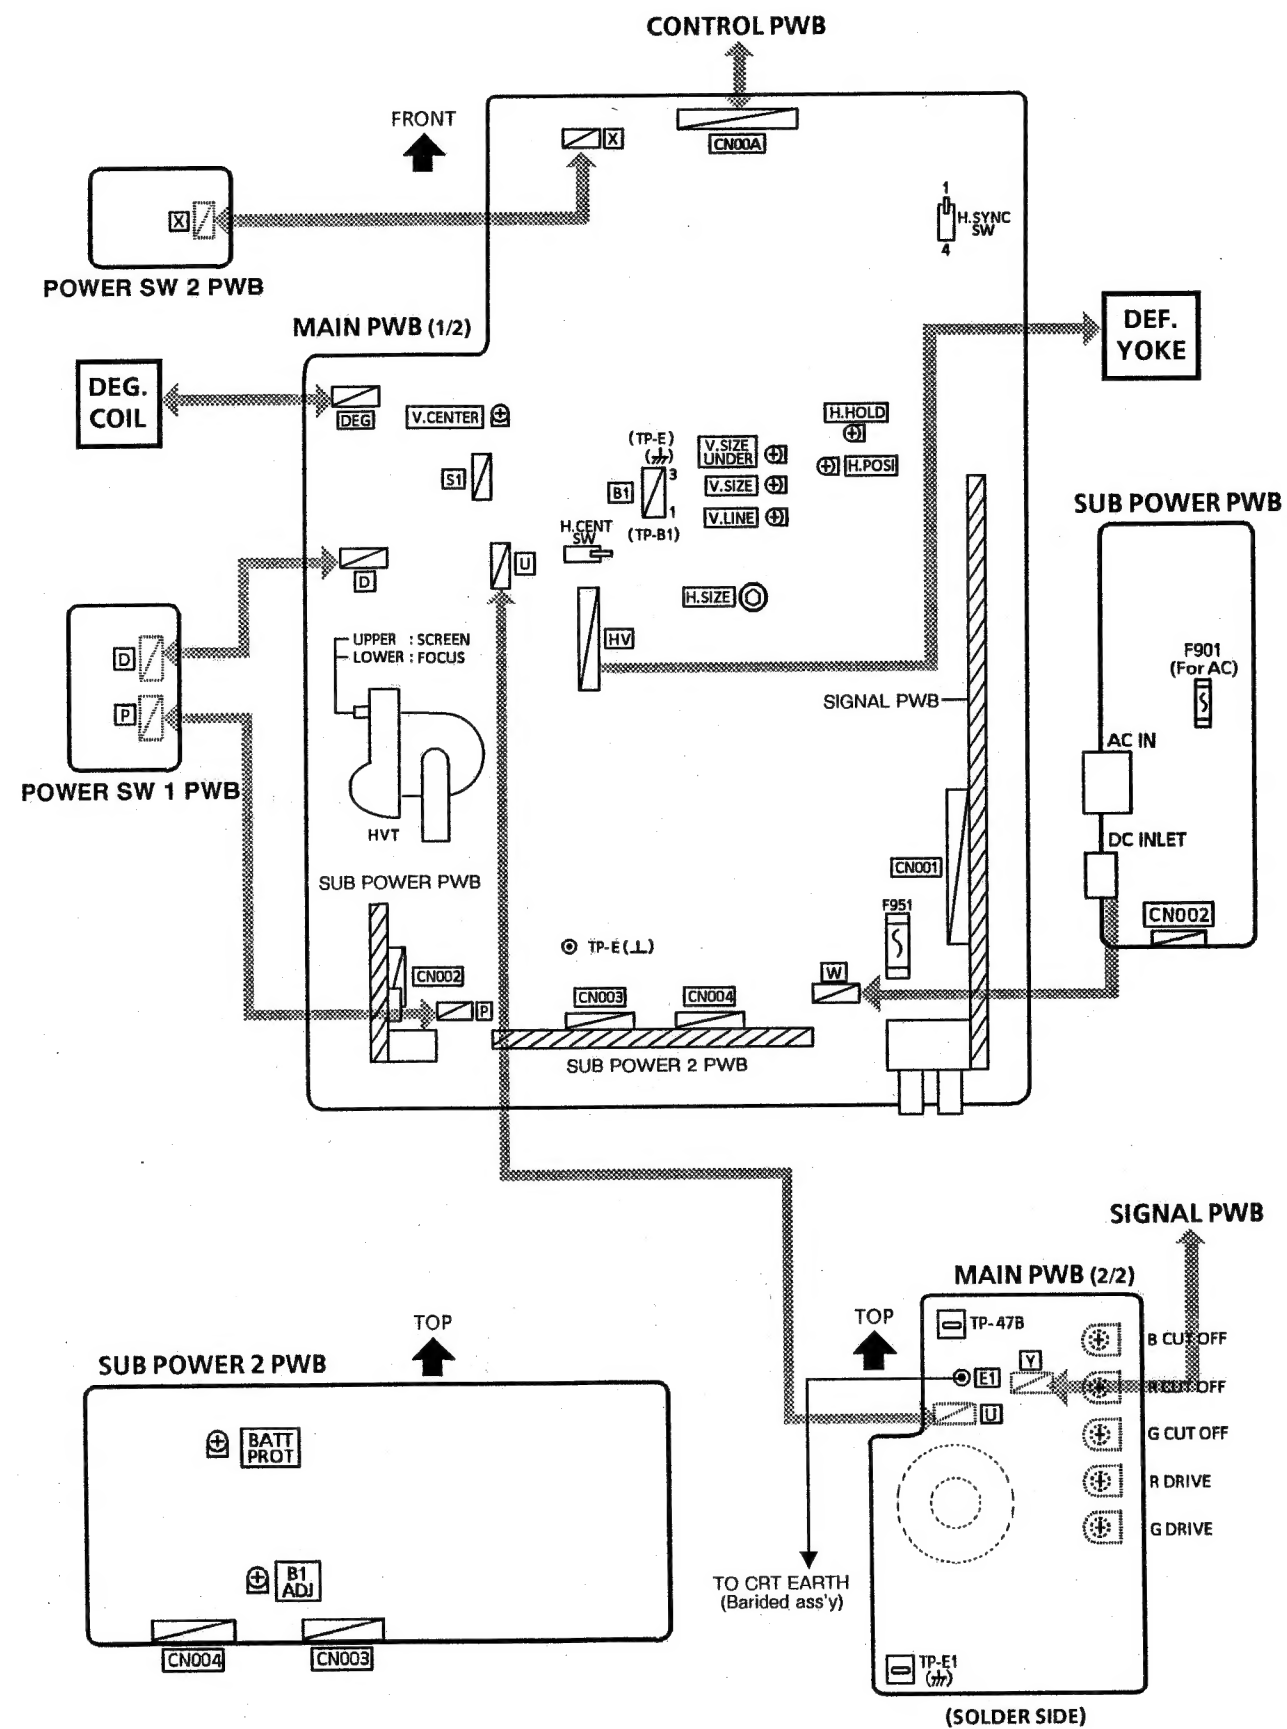 CONTROL PWB
FRONT
X
CN00A
1
H.SYNC
SW
4
X
POWER SW 2 PWB
MAIN PWB (1/2)
DEF.
YOKE
DEG.
COIL
DEG
V.CENTER
H.HOLD
(TP-E)
V.SIZE
UNDER
H.POSI
S1
B1
3
V.SIZE
1
V.LINE
(TP-B1)
H.CENT
SW
SUB POWER PWB
D
U
H.SIZE
HV
UPPER : SCREEN
LOWER : FOCUS
D
P
POWER SW 1 PWB
F901
(For AC)
SIGNAL PWB
AC IN
HVT
DC INLET
SUB POWER PWB
CN001
F951
CN002
TP-E (⊥)
CN002
W
CN003
CN004
P
SUB POWER 2 PWB
SIGNAL PWB
MAIN PWB (2/2)
TOP
TOP
TP-47B
B CUT OFF
Y
SUB POWER 2 PWB
E1
R CUT OFF
U
G CUT OFF
BATT
PROT
R DRIVE
G DRIVE
B1
ADJ
TO CRT EARTH
(Barided ass'y)
CN004
CN003
TP-E1
(SOLDER SIDE)